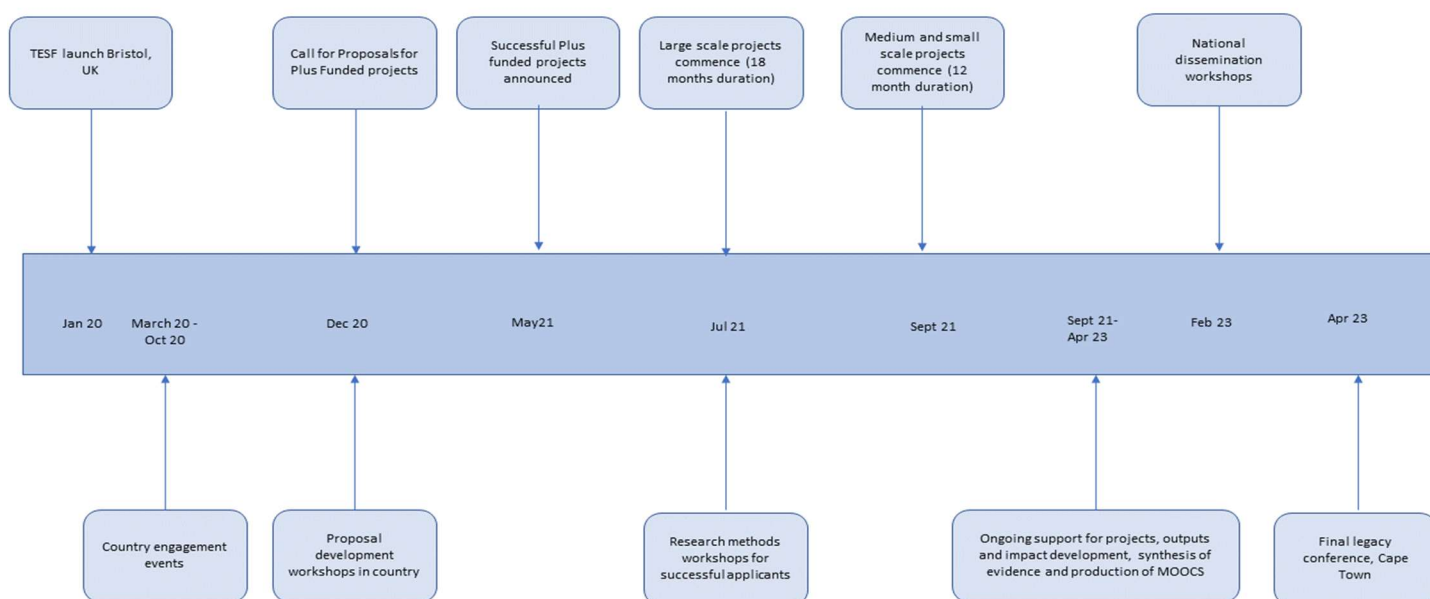 TESF launch Bristol,
UK
Call for Proposals for
Plus Funded projects
Successful Plus
funded projects
announced
Large scale projects
commence (18
months duration)
Medium and small
scale projects
commence (12
month duration)
National
dissemination
workshops
Jan 20
March 20 -
Oct 20
Dec 20
May21
Jul 21
Sept 21
Sept 21-
Apr 23
Feb 23
Apr 23
Country engagement
events
Proposal
development
workshops in country
Research methods
workshops for
successful applicants
Ongoing support for projects, outputs
and impact development, synthesis of
evidence and production of MOOCS
Final legacy
conference, Cape
Town